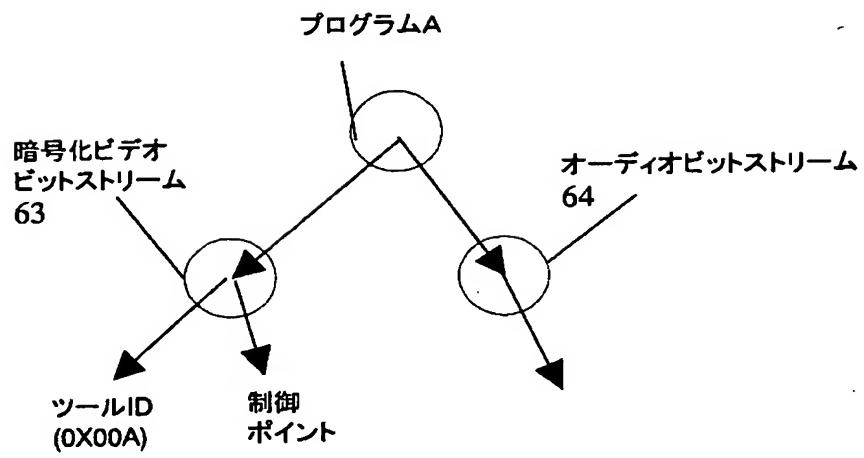 プログラムA
暗号化ビデオ
ビットストリーム
63
オーディオビットストリーム
64
ツールID
(0X00A)
制御
ポイント